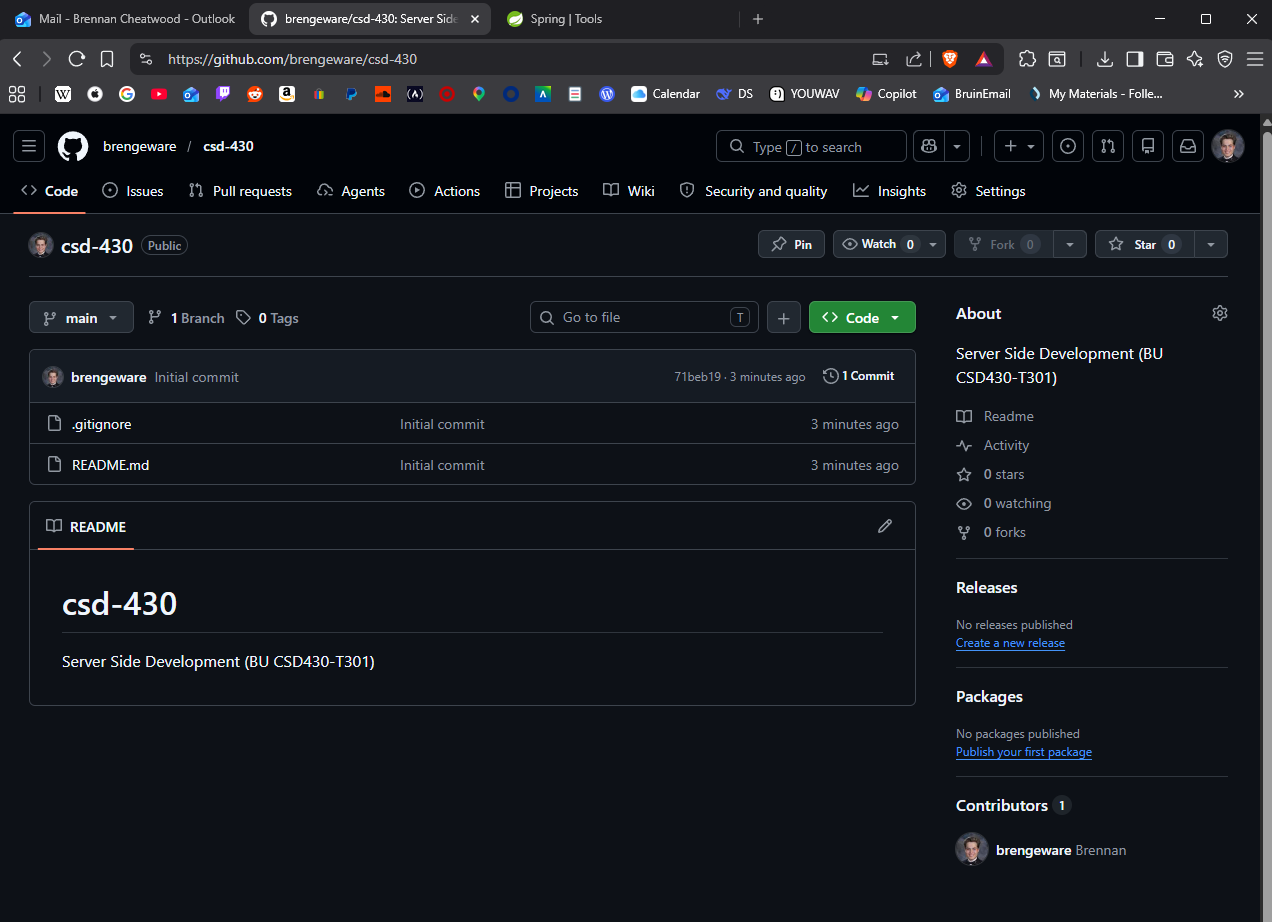 Mail - Brennan Cheatwood - Outlook
brengeware/csd-430: Server Side
Spring | Tools
https://github.com/brengeware/csd-430
Calendar
DS
YOUWAV
Copilot
BruinEmail
My Materials - Folle...
brengeware / csd-430
Type / to search
Code
Issues
Pull requests
Agents
Actions
Projects
Wiki
Security and quality
Insights
Settings
csd-430 Public
Pin
Watch 0
Fork 0
Star 0
main
1 Branch
0 Tags
Go to file T
Code
brengeware Initial commit 71beb19 · 3 minutes ago 1 Commit
.gitignore Initial commit 3 minutes ago
README.md Initial commit 3 minutes ago
README
csd-430
Server Side Development (BU CSD430-T301)
About
Server Side Development (BU
CSD430-T301)
Readme
Activity
0 stars
0 watching
0 forks
Releases
No releases published
Create a new release
Packages
No packages published
Publish your first package
Contributors 1
brengeware Brennan